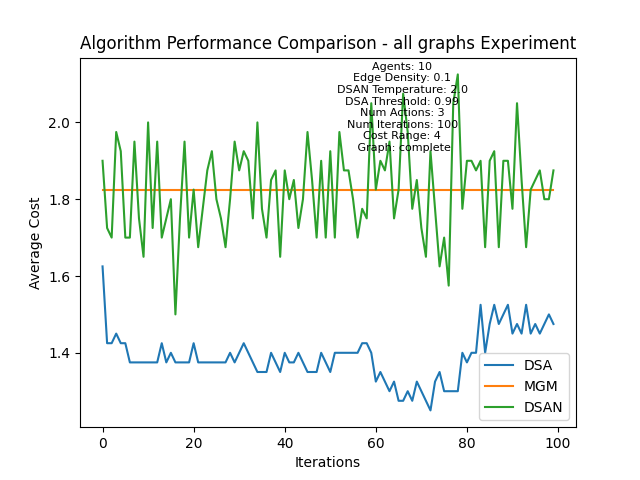 Algorithm Performance Comparison - all graphs Experiment
Agents: 10
Edge Density: 0.1
DSAN Temperature: 2.0
DSA Threshold: 0.99
Num Actions: 3
Num Iterations: 100
Cost Range: 4
Graph: complete
Average Cost
2.0
1.8
1.6
1.4
DSA
MGM
DSAN
0 20 40 60 80 100
Iterations